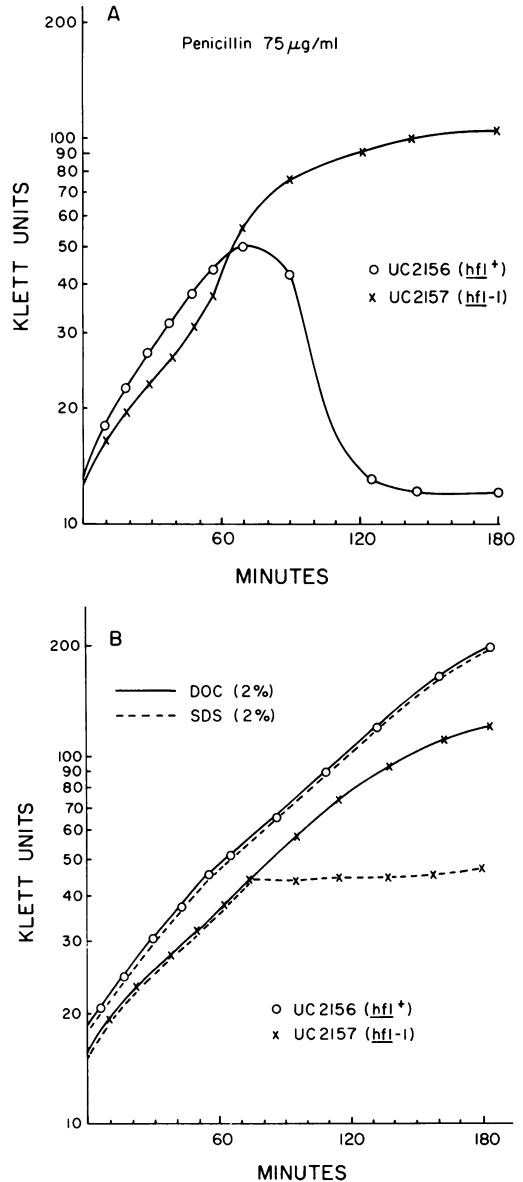 A
Penicillin 75 μg/ml
200
100
90
80
70
60
50
40
30
20
10
KLETT UNITS
O UC2156 (hfl+)
x UC2157 (hfl-1)
60
120
180
MINUTES
B
200
DOC (2%)
SDS (2%)
100
90
80
70
60
50
40
30
20
10
KLETT UNITS
O UC2156 (hfl+)
x UC2157 (hfl-1)
60
120
180
MINUTES